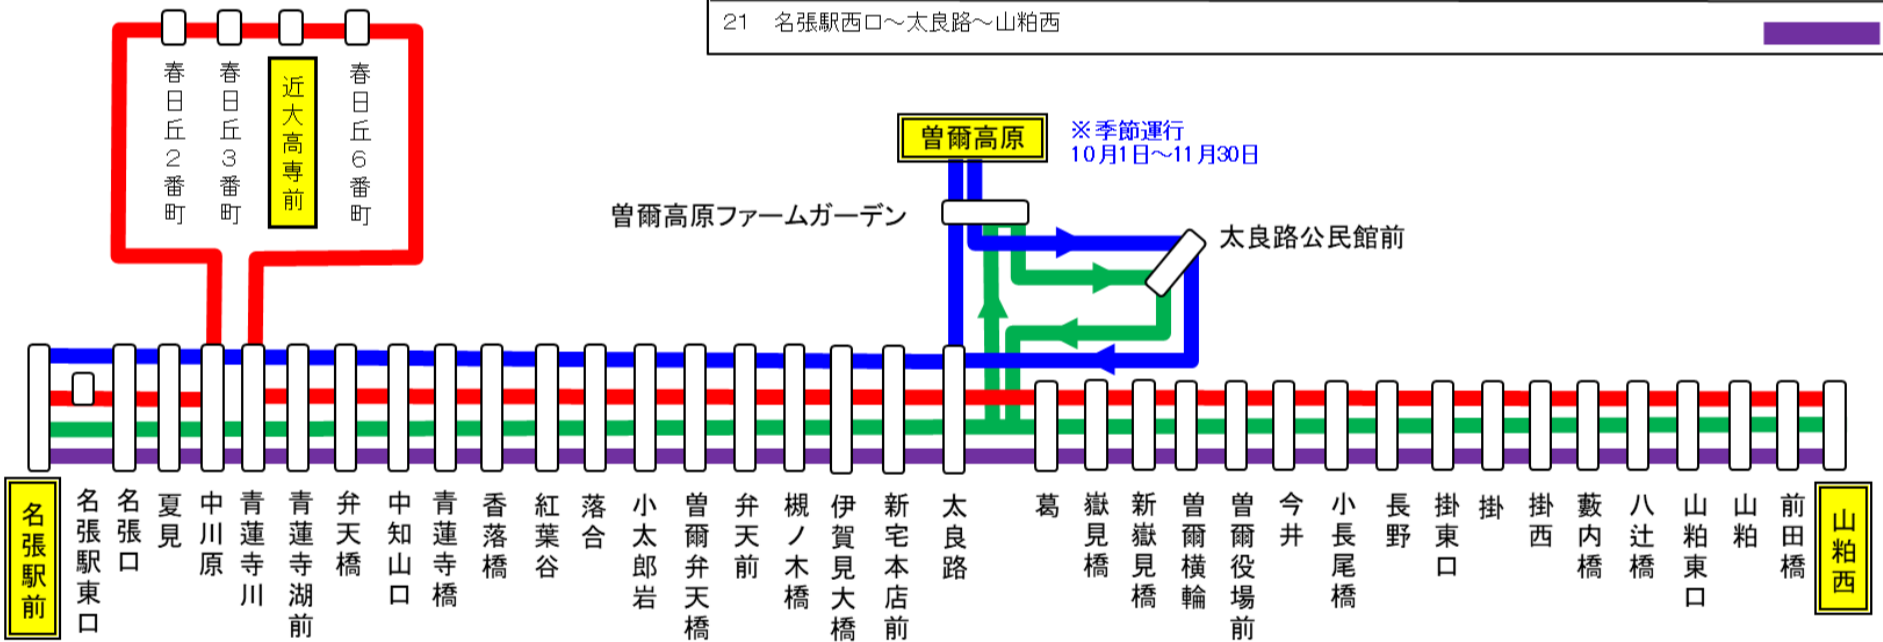 21 名張駅西口～太良路～山粕西
春日丘2番町
春日丘3番町
近大高専前
春日丘6番町
曽爾高原
※季節運行
10月1日～11月30日
曽爾高原ファームガーデン
太良路公民館前
名張駅前
名張駅東口
名張口
夏見
中川原
青蓮寺川
青蓮寺湖前
弁天橋
中知山口
青蓮寺橋
香落橋
紅葉谷
落合
小太郎岩
曽爾弁天橋
弁天前
槻ノ木橋
伊賀見大橋
新宅本店前
太良路
葛
嶽見橋
新嶽見橋
曽爾横輪
曽爾役場前
今井
小長尾橋
長野
掛東口
掛
掛西
藪内橋
八辻橋
山粕東口
山粕
前田橋
山粕西